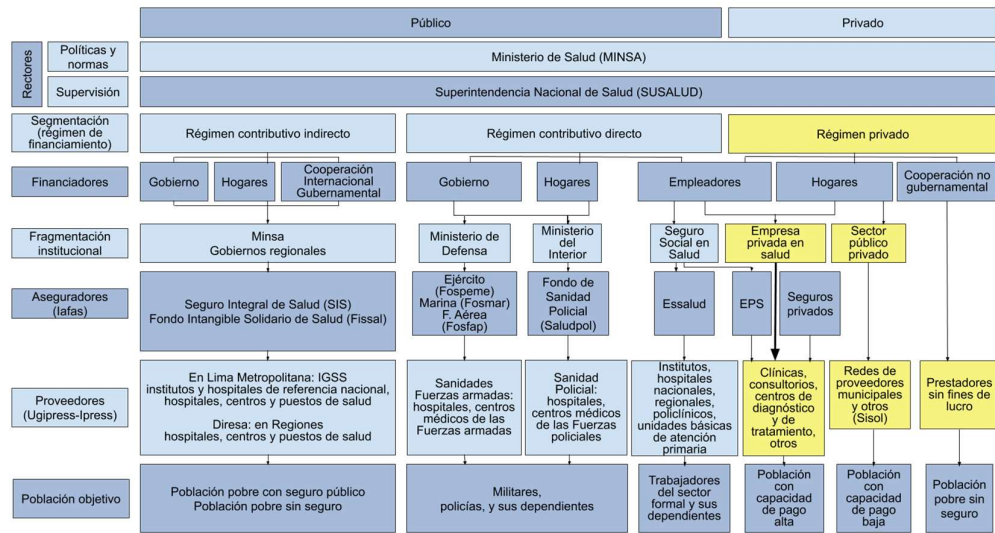 Público
Privado
Rectores
Políticas y
normas
Ministerio de Salud (MINSA)
Supervisión
Superintendencia Nacional de Salud (SUSALUD)
Segmentación
(régimen de
financiamiento)
Régimen contributivo indirecto
Régimen contributivo directo
Régimen privado
Financiadores
Gobierno
Hogares
Cooperación
Internacional
Gubernamental
Gobierno
Hogares
Empleadores
Hogares
Cooperación no
gubernamental
Fragmentación
institucional
Minsa
Gobiernos regionales
Ministerio de
Defensa
Ministerio
del
Interior
Seguro
Social en
Salud
Empresa
privada en
salud
Sector
público
privado
Aseguradores
(Iafas)
Seguro Integral de Salud (SIS)
Fondo Intangible Solidario de Salud (Fissal)
Ejército
(Fospeme)
Marina (Fosmar)
F. Aérea
(Fosfap)
Fondo de
Sanidad
Policial
(Saludpol)
Essalud
EPS
Seguros
privados
Proveedores
(Ugipress-Ipress)
En Lima Metropolitana: IGSS
institutos y hospitales de referencia nacional,
hospitales, centros y puestos de salud
Diresa: en Regiones
hospitales, centros y puestos de salud
Sanidades
Fuerzas armadas:
hospitales, centros
médicos de las
Fuerzas armadas
Sanidad
Policial:
hospitales,
centros médicos
de las Fuerzas
policiales
Institutos,
hospitales
nacionales,
regionales,
policlínicos,
unidades básicas
de atención
primaria
Clínicas,
consultorios,
centros de
diagnóstico
y de
tratamiento,
otros
Redes de
proveedores
municipales
y otros
(Sisol)
Prestadores
sin fines de
lucro
Población objetivo
Población pobre con seguro público
Población pobre sin seguro
Militares,
policías, y sus dependientes
Trabajadores
del sector
formal y sus
dependientes
Población
con
capacidad
de pago
alta
Población
con
capacidad
de pago
baja
Población
pobre sin
seguro